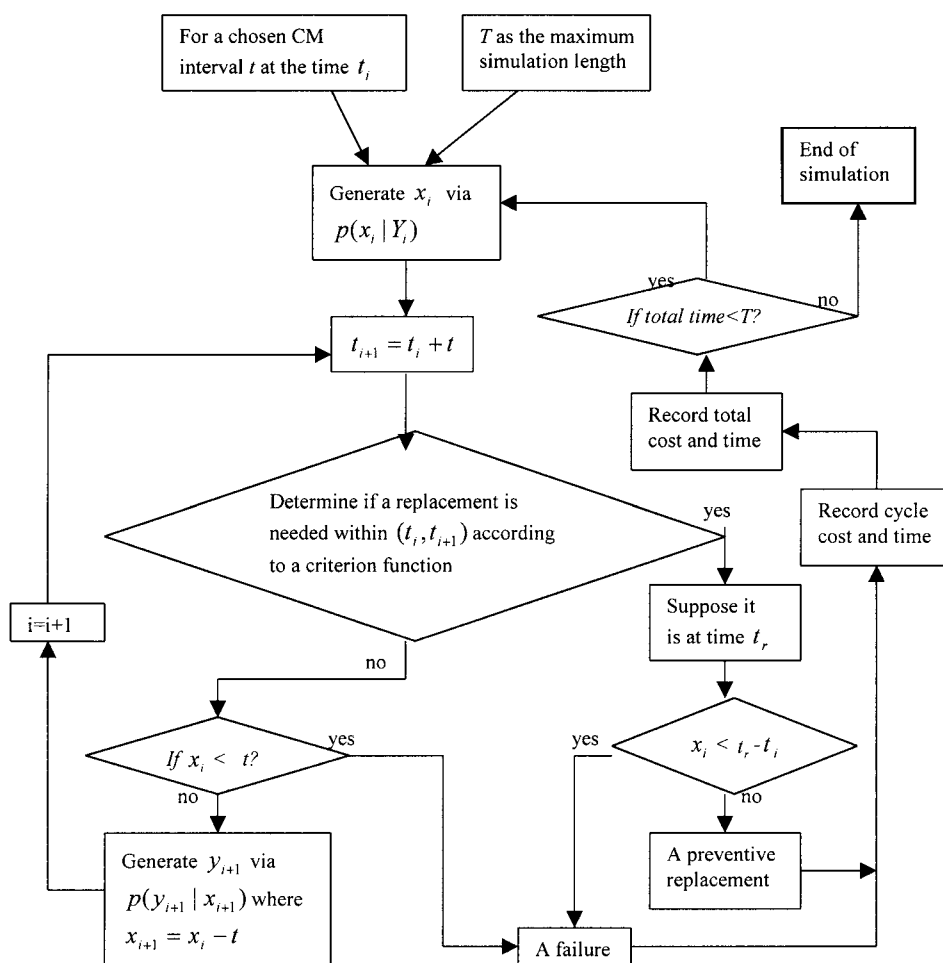 For a chosen CM
interval t at the time t_i
T as the maximum
simulation length
End of
simulation
Generate x_i via
p(x_i | Y_i)
yes
no
If total time<T?
t_{i+1} = t_i + t
Record total
cost and time
Determine if a replacement is
needed within (t_i, t_{i+1}) according
to a criterion function
yes
Record cycle
cost and time
i=i+1
Suppose it
is at time t_r
no
If x_i < t?
yes
yes
x_i < t_r - t_i
no
no
Generate y_{i+1} via
p(y_{i+1} | x_{i+1}) where
x_{i+1} = x_i - t
A preventive
replacement
A failure